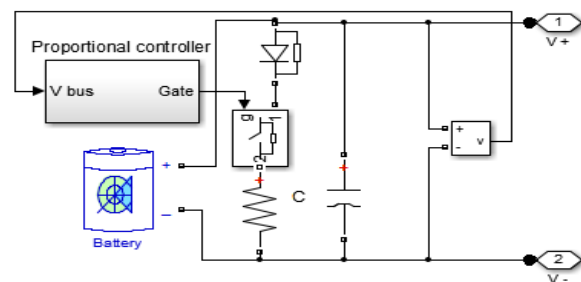 1
V +
Proportional controller
V bus
Gate
g
1
2
+
-
v
+
+
C
+
_
Battery
2
V -